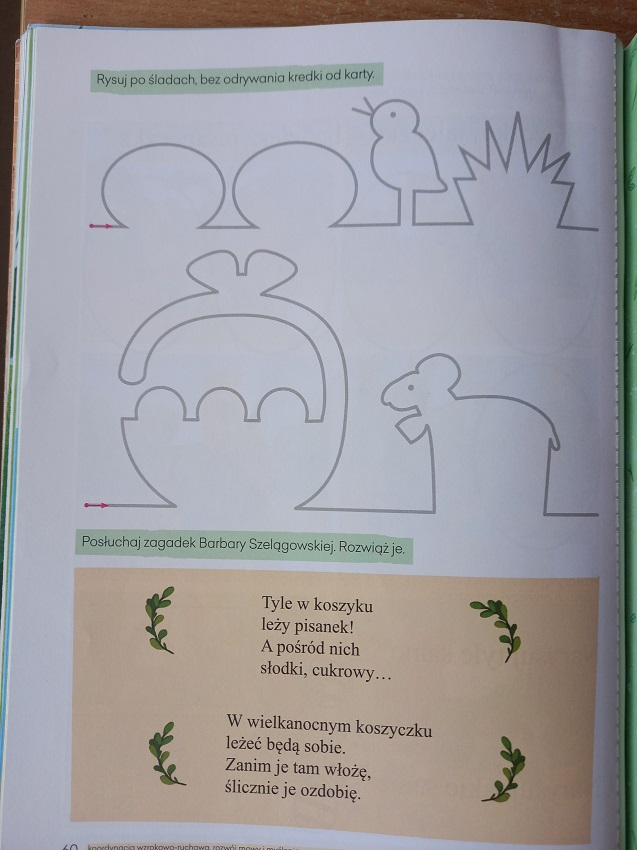 Rysuj po śladach, bez odrywania kredki od karty.
Posłuchaj zagadek Barbary Szelągowskiej. Rozwiąż je.
Tyle w koszyku
leży pisanek!
A pośród nich
słodki, cukrowy…
W wielkanocnym koszyczku
leżeć będą sobie.
Zanim je tam włożę,
ślicznie je ozdobię.
60 koordynacja wzrokowo-ruchowa, rozwój mowy i